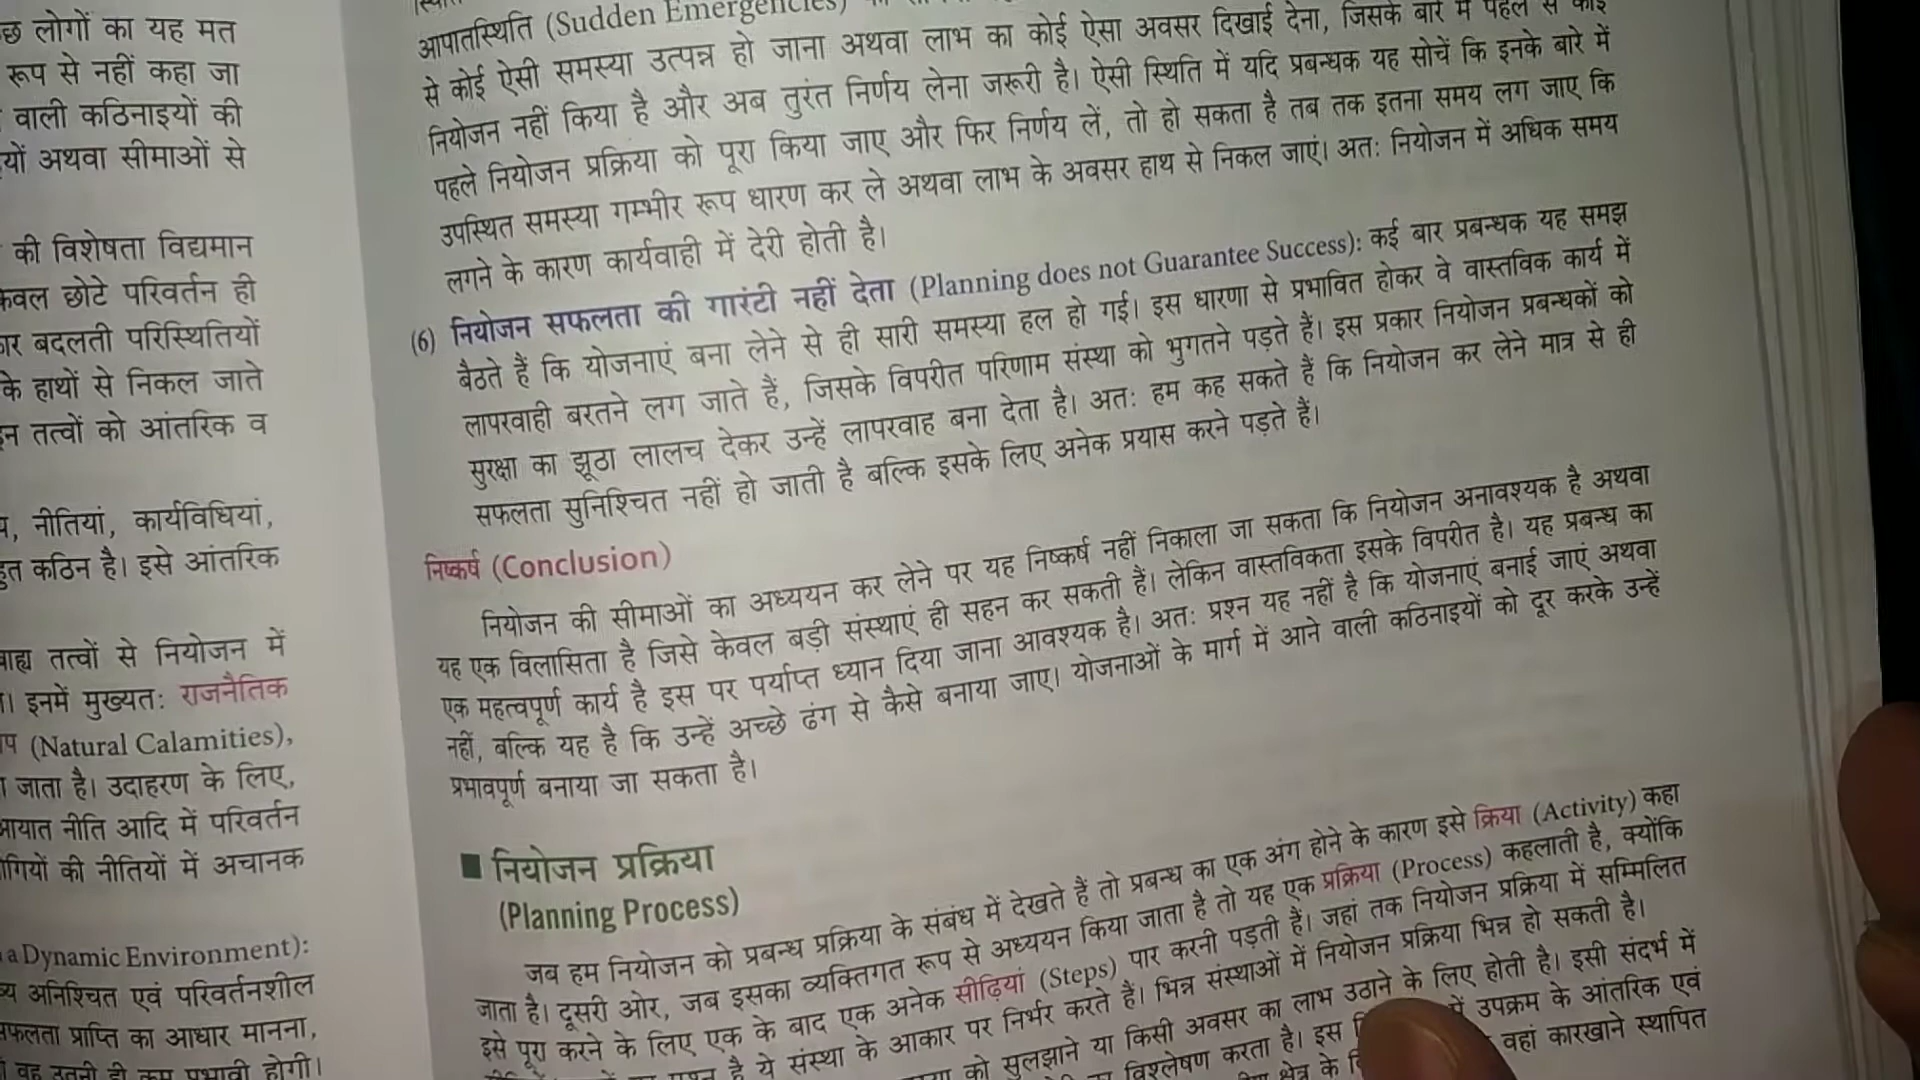 छ लोगों का यह मत
रूप से नहीं कहा जा
वाली कठिनाइयों की
यों अथवा सीमाओं से
की विशेषता विद्यमान
केवल छोटे परिवर्तन ही
बदलती परिस्थितियों
के हाथों से निकल जाते
तत्वों को आंतरिक व
नीतियां, कार्यविधियां,
कठिन है। इसे आंतरिक
बाह्य तत्वों से नियोजन में
इनमें मुख्यतः राजनैतिक
(Natural Calamities),
जाता है। उदाहरण के लिए,
आयात नीति आदि में परिवर्तन
की नीतियों में अचानक
a Dynamic Environment):
अनिश्चित एवं परिवर्तनशील
प्राप्ति का आधार मानना,
आपातस्थिति (Sudden Emergencies)
से कोई ऐसी समस्या उत्पन्न हो जाना अथवा लाभ का कोई ऐसा अवसर दिखाई देना, जिसके बारे में पहले से कोई
नियोजन नहीं किया है और अब तुरंत निर्णय लेना जरूरी है। ऐसी स्थिति में यदि प्रबन्धक यह सोचें कि इनके बारे में
पहले नियोजन प्रक्रिया को पूरा किया जाए और फिर निर्णय लें, तो हो सकता है तब तक इतना समय लग जाए कि
उपस्थित समस्या गम्भीर रूप धारण कर ले अथवा लाभ के अवसर हाथ से निकल जाएं। अतः नियोजन में अधिक समय
लगने के कारण कार्यवाही में देरी होती है।
(6) नियोजन सफलता की गारंटी नहीं देता (Planning does not Guarantee Success): कई बार प्रबन्धक यह समझ
बैठते हैं कि योजनाएं बना लेने से ही सारी समस्या हल हो गई। इस धारणा से प्रभावित होकर वे वास्तविक कार्य में
लापरवाही बरतने लग जाते हैं, जिसके विपरीत परिणाम संस्था को भुगतने पड़ते हैं। इस प्रकार नियोजन प्रबन्धकों को
सुरक्षा का झूठा लालच देकर उन्हें लापरवाह बना देता है। अतः हम कह सकते हैं कि नियोजन कर लेने मात्र से ही
सफलता सुनिश्चित नहीं हो जाती है बल्कि इसके लिए अनेक प्रयास करने पड़ते हैं।
निष्कर्ष (Conclusion)
नियोजन की सीमाओं का अध्ययन कर लेने पर यह निष्कर्ष नहीं निकाला जा सकता कि नियोजन अनावश्यक है अथवा
यह एक विलासिता है जिसे केवल बड़ी संस्थाएं ही सहन कर सकती हैं। लेकिन वास्तविकता इसके विपरीत है। यह प्रबन्ध का
एक महत्वपूर्ण कार्य है इस पर पर्याप्त ध्यान दिया जाना आवश्यक है। अतः प्रश्न यह नहीं है कि योजनाएं बनाई जाएं अथवा
नहीं, बल्कि यह है कि उन्हें अच्छे ढंग से कैसे बनाया जाए। योजनाओं के मार्ग में आने वाली कठिनाइयों को दूर करके उन्हें
प्रभावपूर्ण बनाया जा सकता है।
■ नियोजन प्रक्रिया
(Planning Process)
जब हम नियोजन को प्रबन्ध प्रक्रिया के संबंध में देखते हैं तो प्रबन्ध का एक अंग होने के कारण इसे क्रिया (Activity) कहा
जाता है। दूसरी ओर, जब इसका व्यक्तिगत रूप से अध्ययन किया जाता है तो यह एक प्रक्रिया (Process) कहलाती है, क्योंकि
इसे पूरा करने के लिए एक के बाद एक अनेक सीढ़ियां (Steps) पार करनी पड़ती हैं। जहां तक नियोजन प्रक्रिया में सम्मिलित
है ये संस्था के आकार पर निर्भर करते हैं। भिन्न संस्थाओं में नियोजन प्रक्रिया भिन्न हो सकती है।
को सुलझाने या किसी अवसर का लाभ उठाने के लिए होती है। इसी संदर्भ में
विश्लेषण करता है। इस में उपक्रम के आंतरिक एवं
क्षेत्र के वहां कारखाने स्थापित